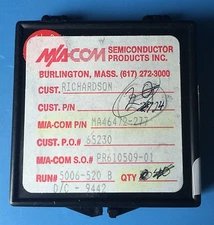 M/A-COM SEMICONDUCTOR
PRODUCTS INC.
BURLINGTON, MASS. (617) 272-3000
CUST. RICHARDSON
CUST. P/N
M/A-COM P/N MA46472-277
CUST. P.O.# 65230
M/A-COM S.O.# PR610509-01
RUN# 5006-520 B QTY
D/C - 9442